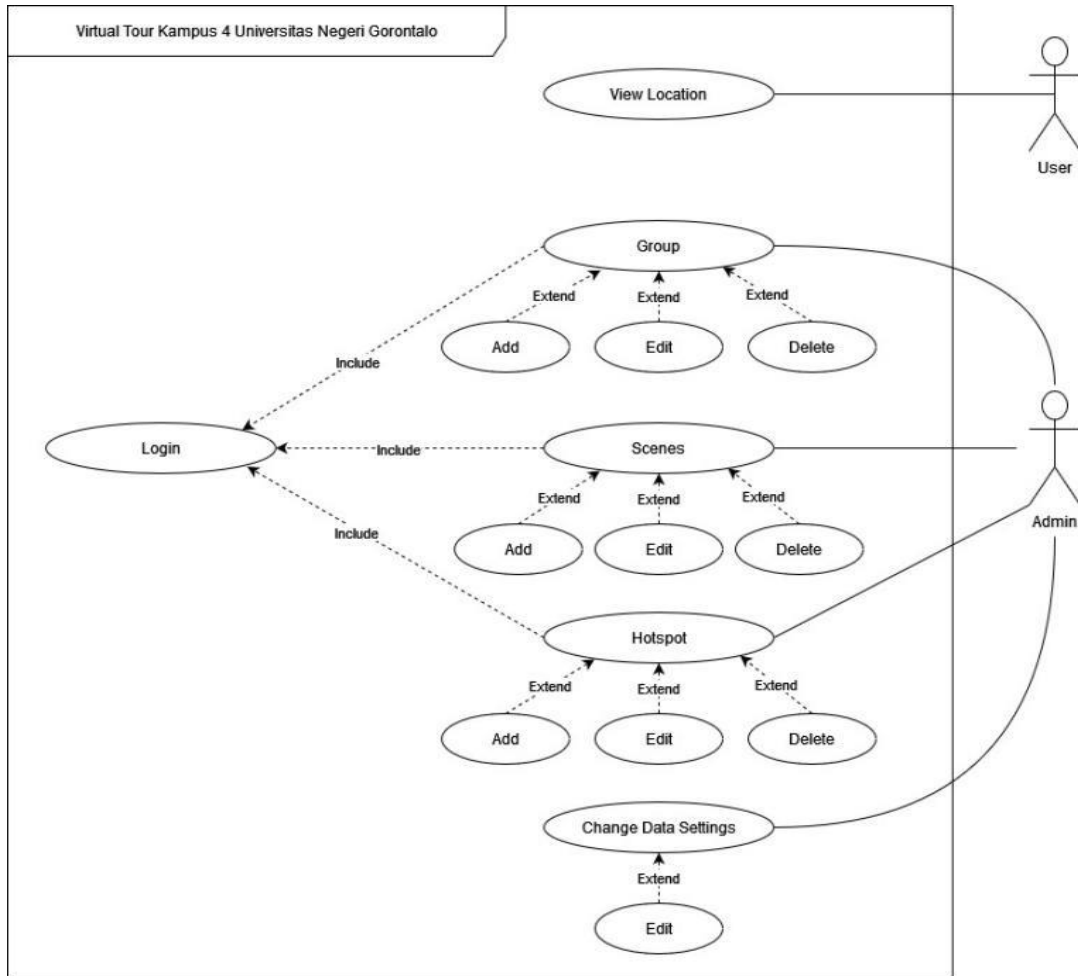 Virtual Tour Kampus 4 Universitas Negeri Gorontalo
View Location
User
Group
Extend
Extend
Extend
Add
Edit
Delete
Include
Login
Include
Scenes
Extend
Extend
Extend
Admin
Include
Add
Edit
Delete
Hotspot
Extend
Extend
Extend
Add
Edit
Delete
Change Data Settings
Extend
Edit